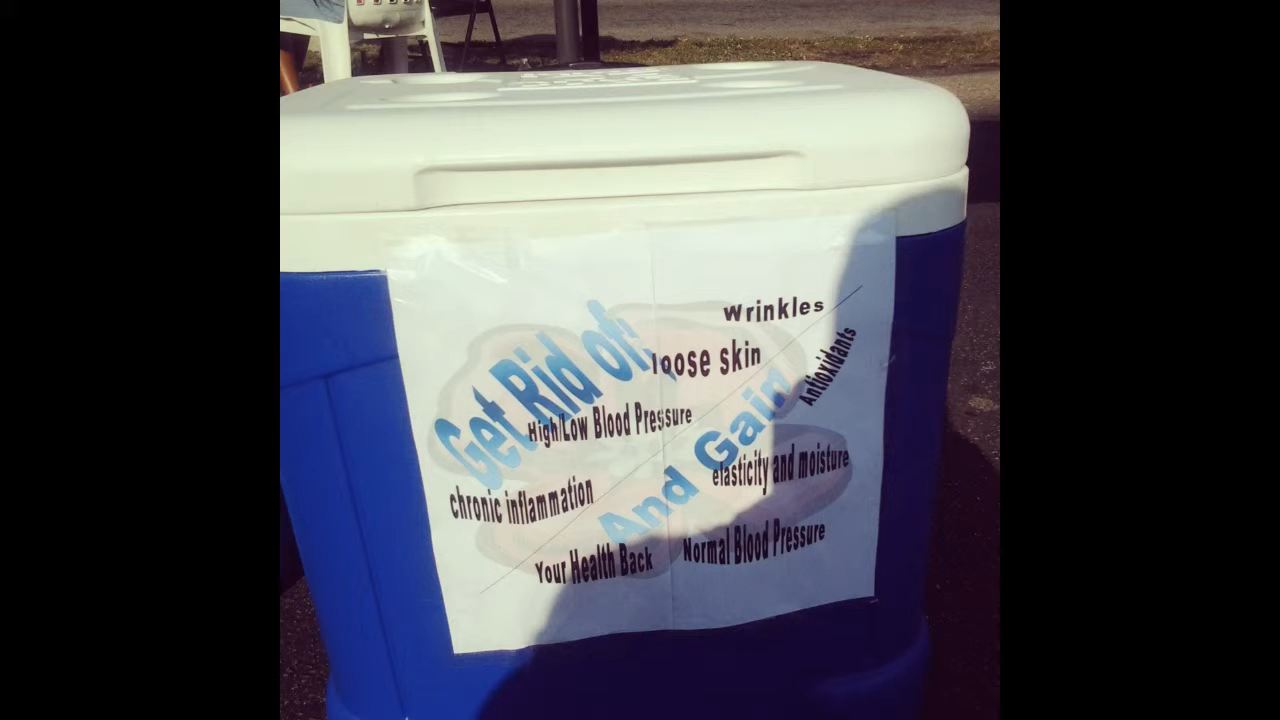 Get Rid of:
wrinkles
loose skin
High/Low Blood Pressure
chronic inflammation
And Gain
Antioxidants
elasticity and moisture
Normal Blood Pressure
Your Health Back